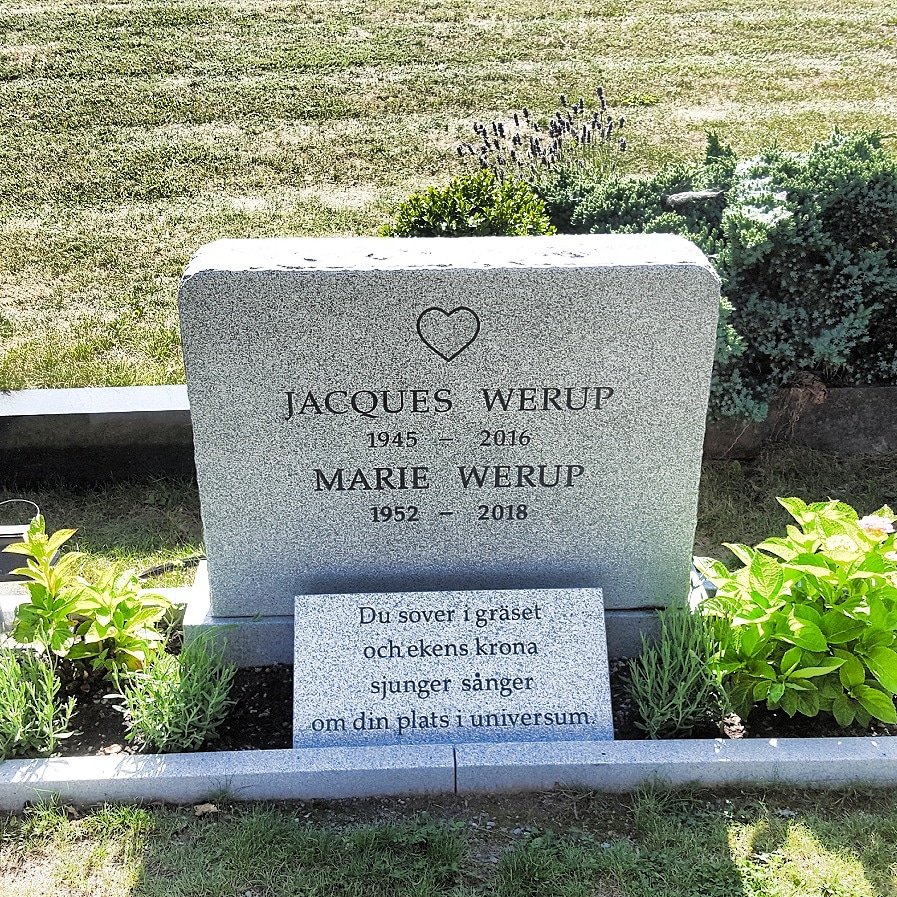 JACQUES WERUP
1945 – 2016
MARIE WERUP
1952 – 2018
Du sover i gräset
och ekens krona
sjunger sånger
om din plats i universum.